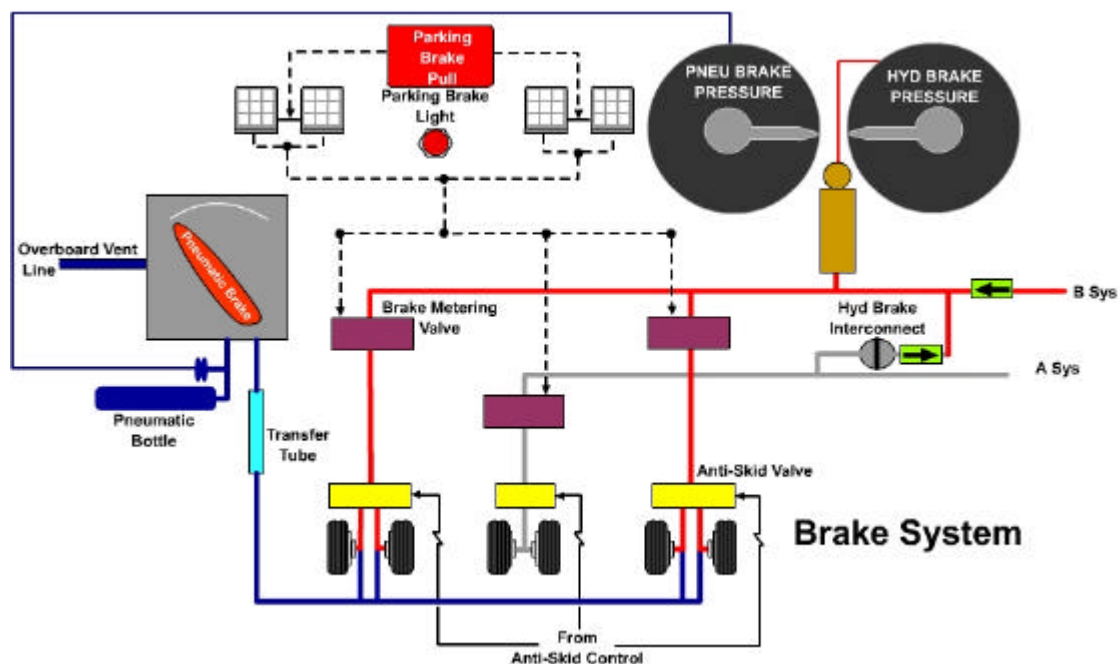 Parking
Brake
Pull
Parking Brake
Light
PNEU BRAKE
PRESSURE
HYD BRAKE
PRESSURE
Overboard Vent
Line
Pneumatic Brake
Brake Metering
Valve
Hyd Brake
Interconnect
B Sys
A Sys
Pneumatic
Bottle
Transfer
Tube
Anti-Skid Valve
Brake System
From
Anti-Skid Control